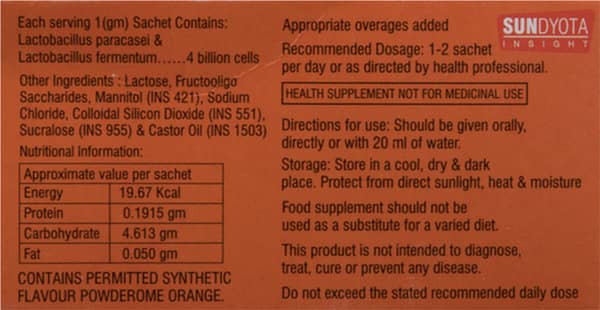 Each serving 1(gm) Sachet Contains:
Lactobacillus paracasei &
Lactobacillus fermentum......4 billion cells
Other Ingredients : Lactose, Fructooligo
Saccharides, Mannitol (INS 421), Sodium
Chloride, Colloidal Silicon Dioxide (INS 551),
Sucralose (INS 955) & Castor Oil (INS 1503)
Nutritional Information:
Approximate value per sachet
Energy 19.67 Kcal
Protein 0.1915 gm
Carbohydrate 4.613 gm
Fat 0.050 gm
CONTAINS PERMITTED SYNTHETIC
FLAVOUR POWDEROME ORANGE.
SUNDYOTA
INSIGHT
Appropriate overages added
Recommended Dosage: 1-2 sachet
per day or as directed by health professional.
HEALTH SUPPLEMENT NOT FOR MEDICINAL USE
Directions for use: Should be given orally,
directly or with 20 ml of water.
Storage: Store in a cool, dry & dark
place. Protect from direct sunlight, heat & moisture
Food supplement should not be
used as a substitute for a varied diet.
This product is not intended to diagnose,
treat, cure or prevent any disease.
Do not exceed the stated recommended daily dose